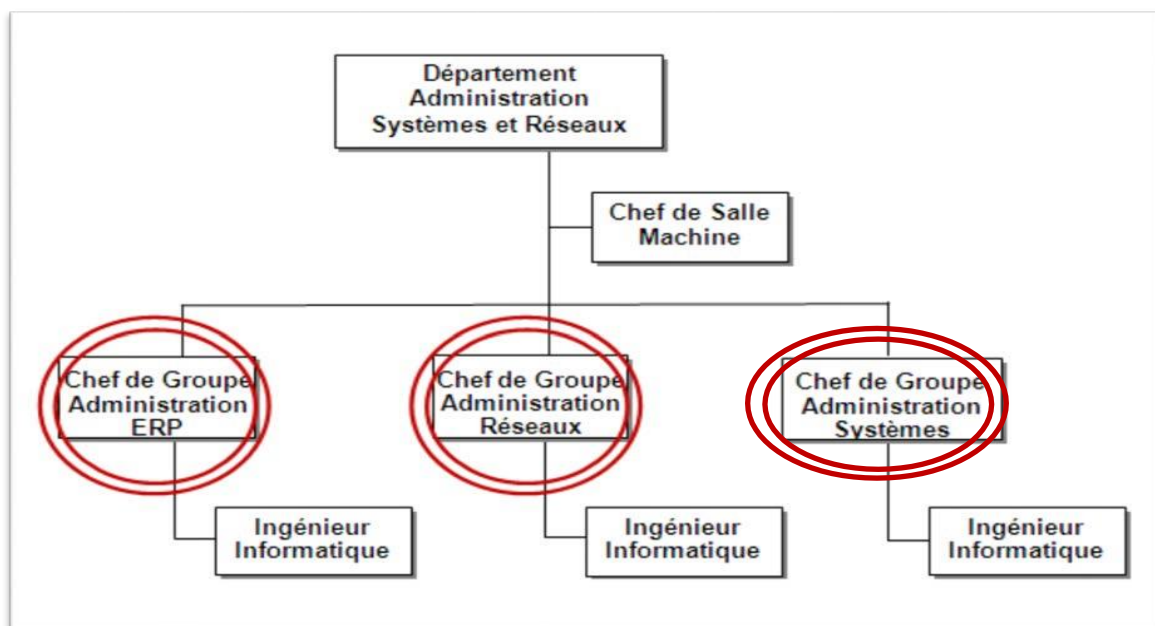 Département
Administration
Systèmes et Réseaux
Chef de Salle
Machine
Chef de Groupe
Administration
ERP
Chef de Groupe
Administration
Réseaux
Chef de Groupe
Administration
Systèmes
Ingénieur
Informatique
Ingénieur
Informatique
Ingénieur
Informatique